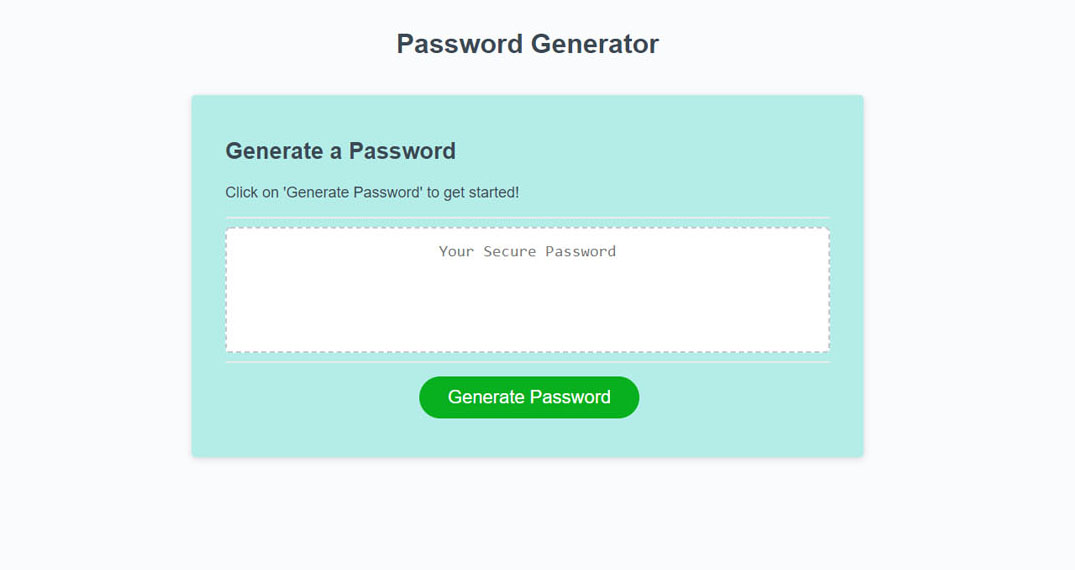 Password Generator
Generate a Password
Click on 'Generate Password' to get started!
Your Secure Password
Generate Password